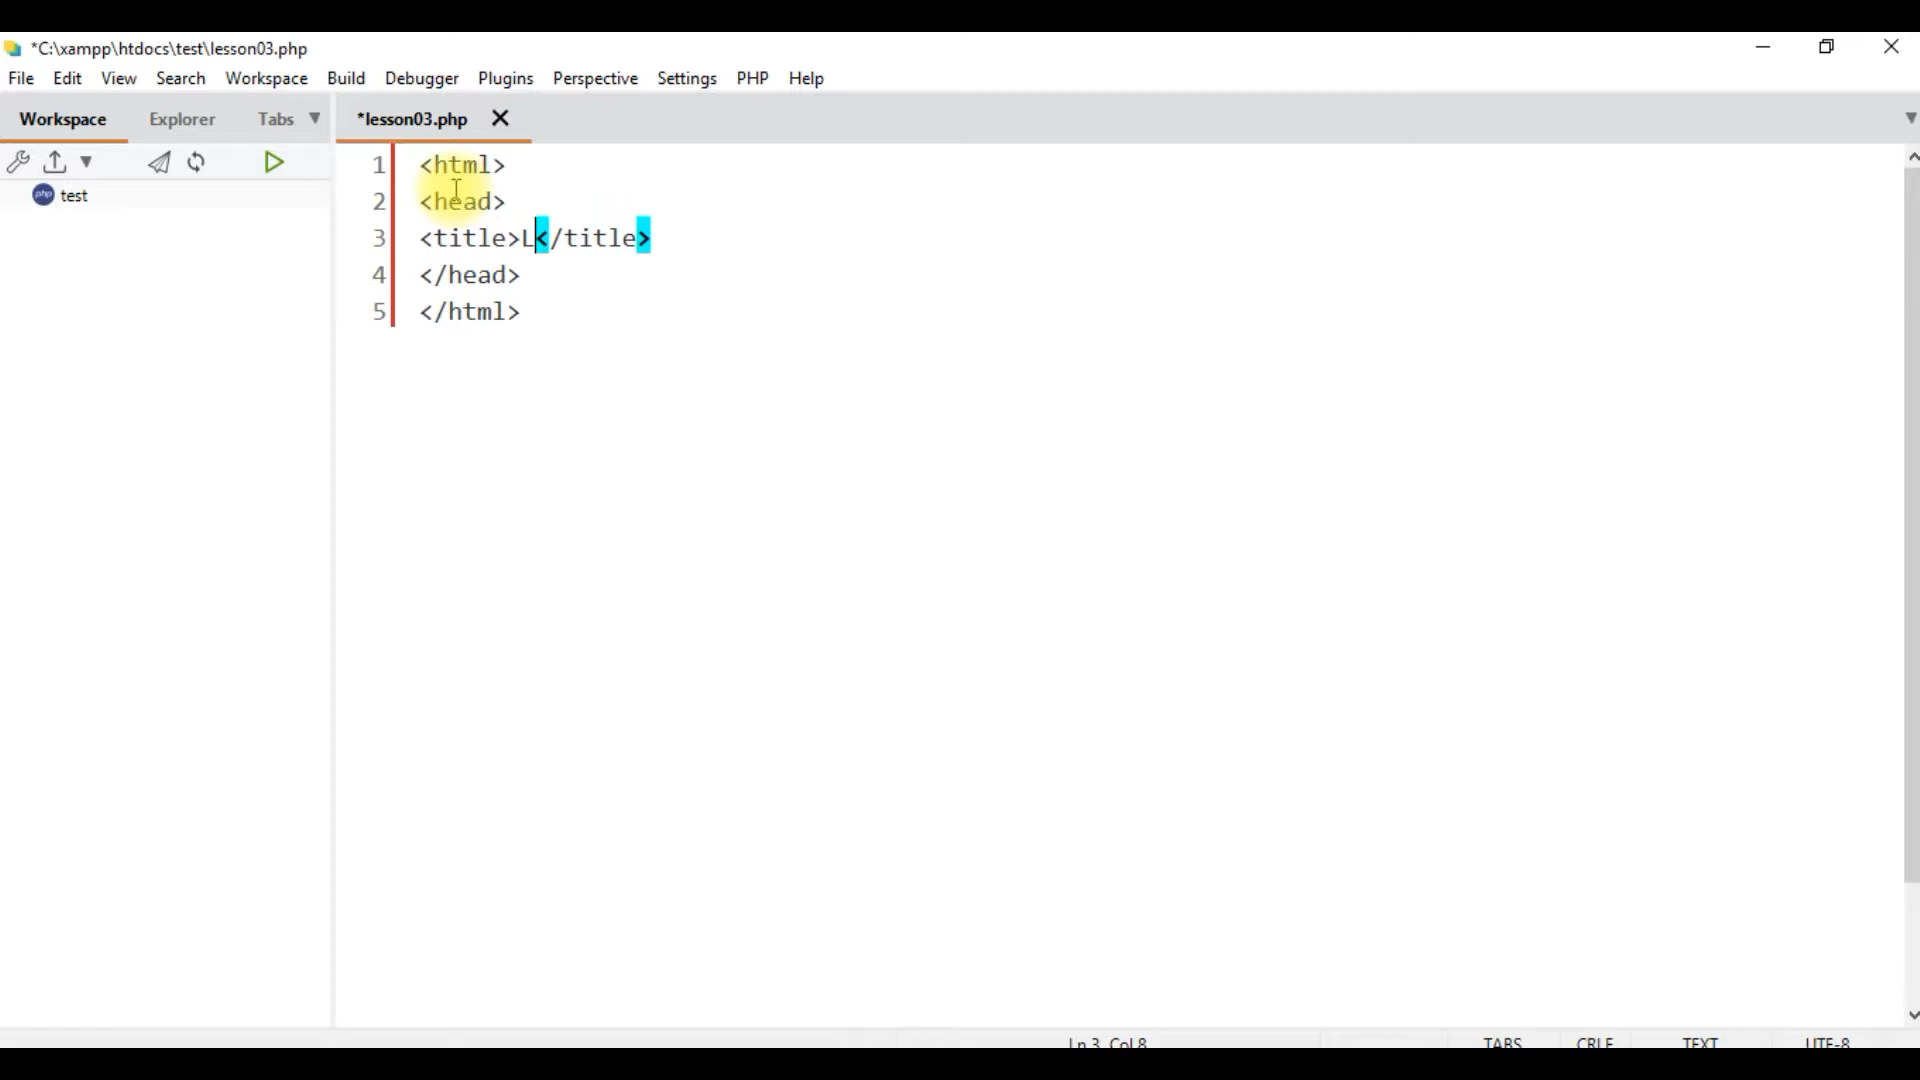 *C:\xampp\htdocs\test\lesson03.php
File Edit View Search Workspace Build Debugger Plugins Perspective Settings PHP Help
Workspace Explorer Tabs
*lesson03.php
php test
1 <html>
2 <head>
3 <title>L</title>
4 </head>
5 </html>
Ln 3, Col 8 TABS CRLF TEXT UTF-8